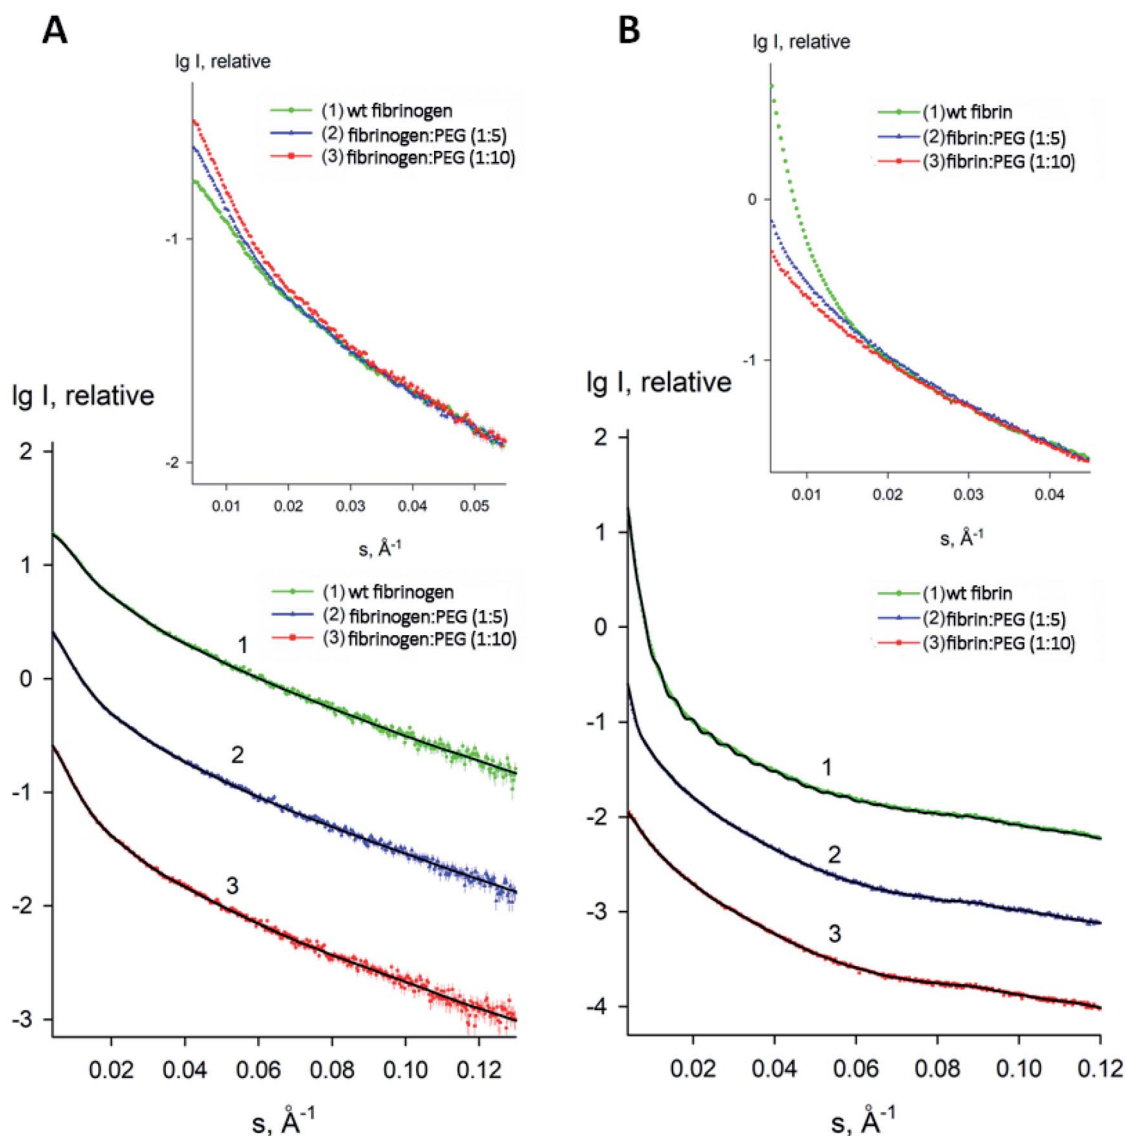 A
lg I, relative
(1) wt fibrinogen
(2) fibrinogen:PEG (1:5)
(3) fibrinogen:PEG (1:10)
-1
-2
0.01 0.02 0.03 0.04 0.05
s, Å-1
lg I, relative
2
1
0
-1
-2
-3
(1) wt fibrinogen
(2) fibrinogen:PEG (1:5)
(3) fibrinogen:PEG (1:10)
1
2
3
0.02 0.04 0.06 0.08 0.10 0.12
s, Å-1
B
lg I, relative
(1) wt fibrin
(2) fibrin:PEG (1:5)
(3) fibrin:PEG (1:10)
0
-1
0.01 0.02 0.03 0.04
s, Å-1
lg I, relative
2
1
0
-1
-2
-3
-4
(1) wt fibrin
(2) fibrin:PEG (1:5)
(3) fibrin:PEG (1:10)
1
2
3
0.02 0.04 0.06 0.08 0.10 0.12
s, Å-1